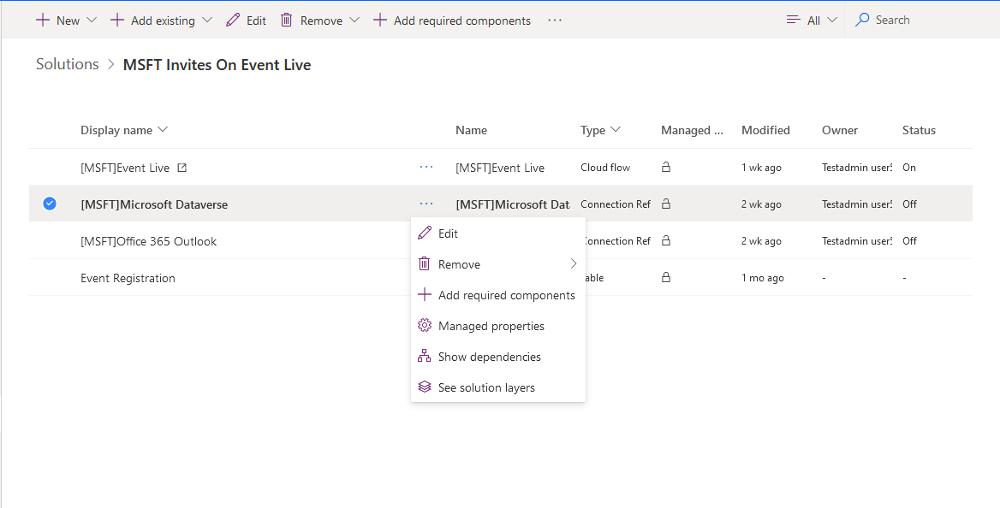 New Add existing Edit Remove Add required components ··· All Search
Solutions > MSFT Invites On Event Live
Display name Name Type Managed ... Modified Owner Status
[MSFT]Event Live ··· [MSFT]Event Live Cloud flow 1 wk ago Testadmin user On
[MSFT]Microsoft Dataverse ··· [MSFT]Microsoft Dat Connection Ref 2 wk ago Testadmin user Off
[MSFT]Office 365 Outlook onnection Ref 2 wk ago Testadmin user Off
Event Registration able 1 mo ago - -
Edit
Remove
Add required components
Managed properties
Show dependencies
See solution layers